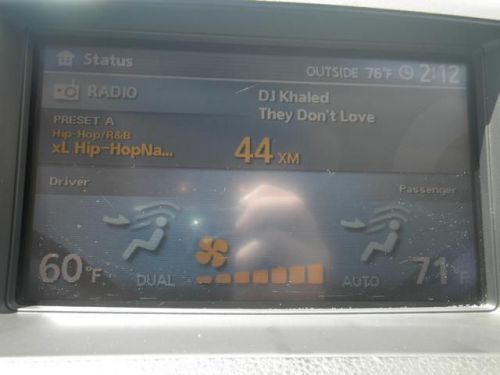 Status
OUTSIDE 76°F 2:12
RADIO
DJ Khaled
They Don't Love
PRESET A
Hip-Hop/R&B
xL Hip-HopNa...
44 XM
Driver
Passenger
60°F
DUAL
AUTO
71°F